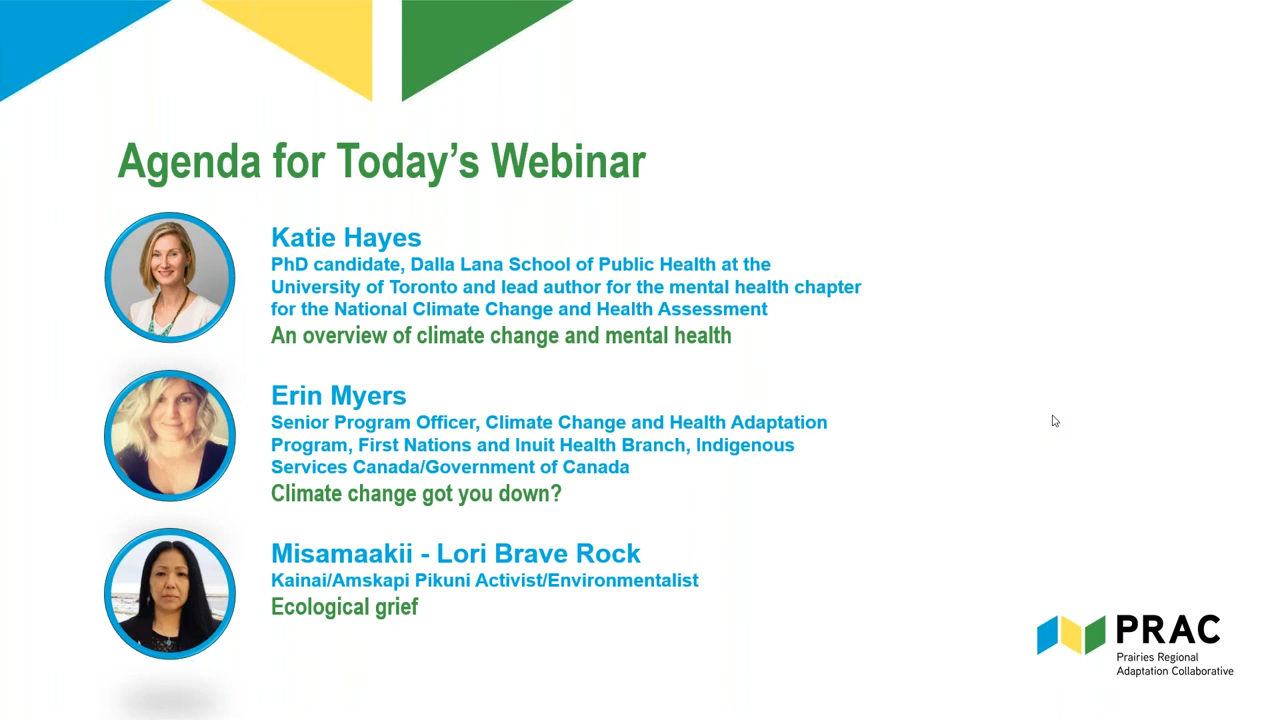 Agenda for Today's Webinar
Katie Hayes
PhD candidate, Dalla Lana School of Public Health at the
University of Toronto and lead author for the mental health chapter
for the National Climate Change and Health Assessment
An overview of climate change and mental health
Erin Myers
Senior Program Officer, Climate Change and Health Adaptation
Program, First Nations and Inuit Health Branch, Indigenous
Services Canada/Government of Canada
Climate change got you down?
Misamaakii - Lori Brave Rock
Kainai/Amskapi Pikuni Activist/Environmentalist
Ecological grief
PRAC
Prairies Regional
Adaptation Collaborative